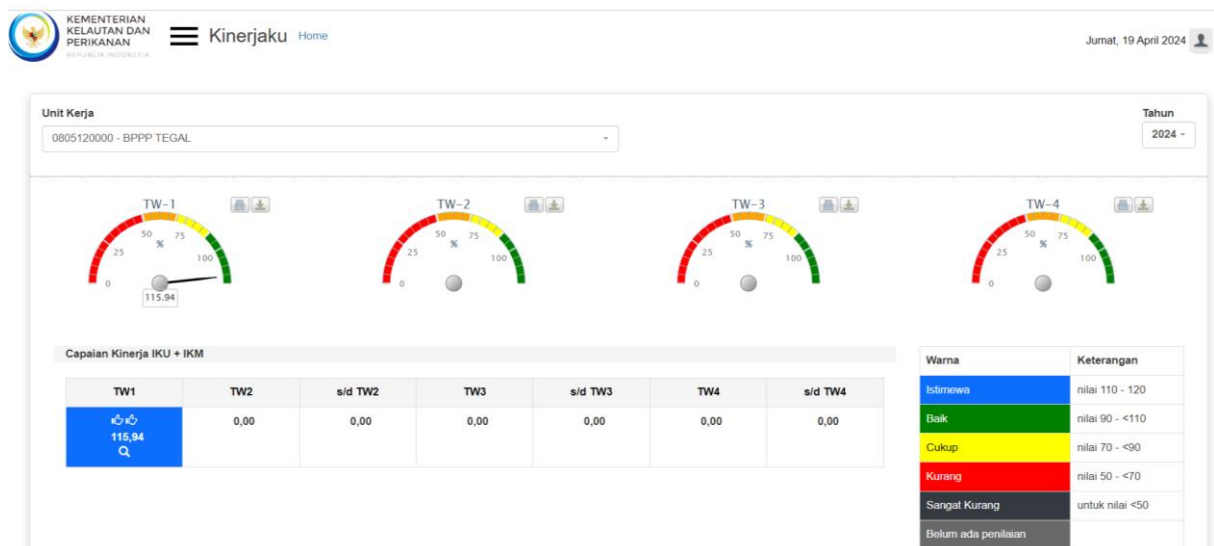 KEMENTERIAN
KELAUTAN DAN
PERIKANAN
REPUBLIK INDONESIA
Kinerjaku Home
Jumat, 19 April 2024
Unit Kerja
Tahun
0805120000 - BPPP TEGAL
2024
TW-1
TW-2
TW-3
TW-4
0 25 50 75 100 %
115.94
0 25 50 75 100 %
0 25 50 75 100 %
0 25 50 75 100 %
Capaian Kinerja IKU + IKM
TW1 TW2 s/d TW2 TW3 s/d TW3 TW4 s/d TW4
115,94 0,00 0,00 0,00 0,00 0,00 0,00
Warna Keterangan
Istimewa nilai 110 - 120
Baik nilai 90 - <110
Cukup nilai 70 - <90
Kurang nilai 50 - <70
Sangat Kurang untuk nilai <50
Belum ada penilaian